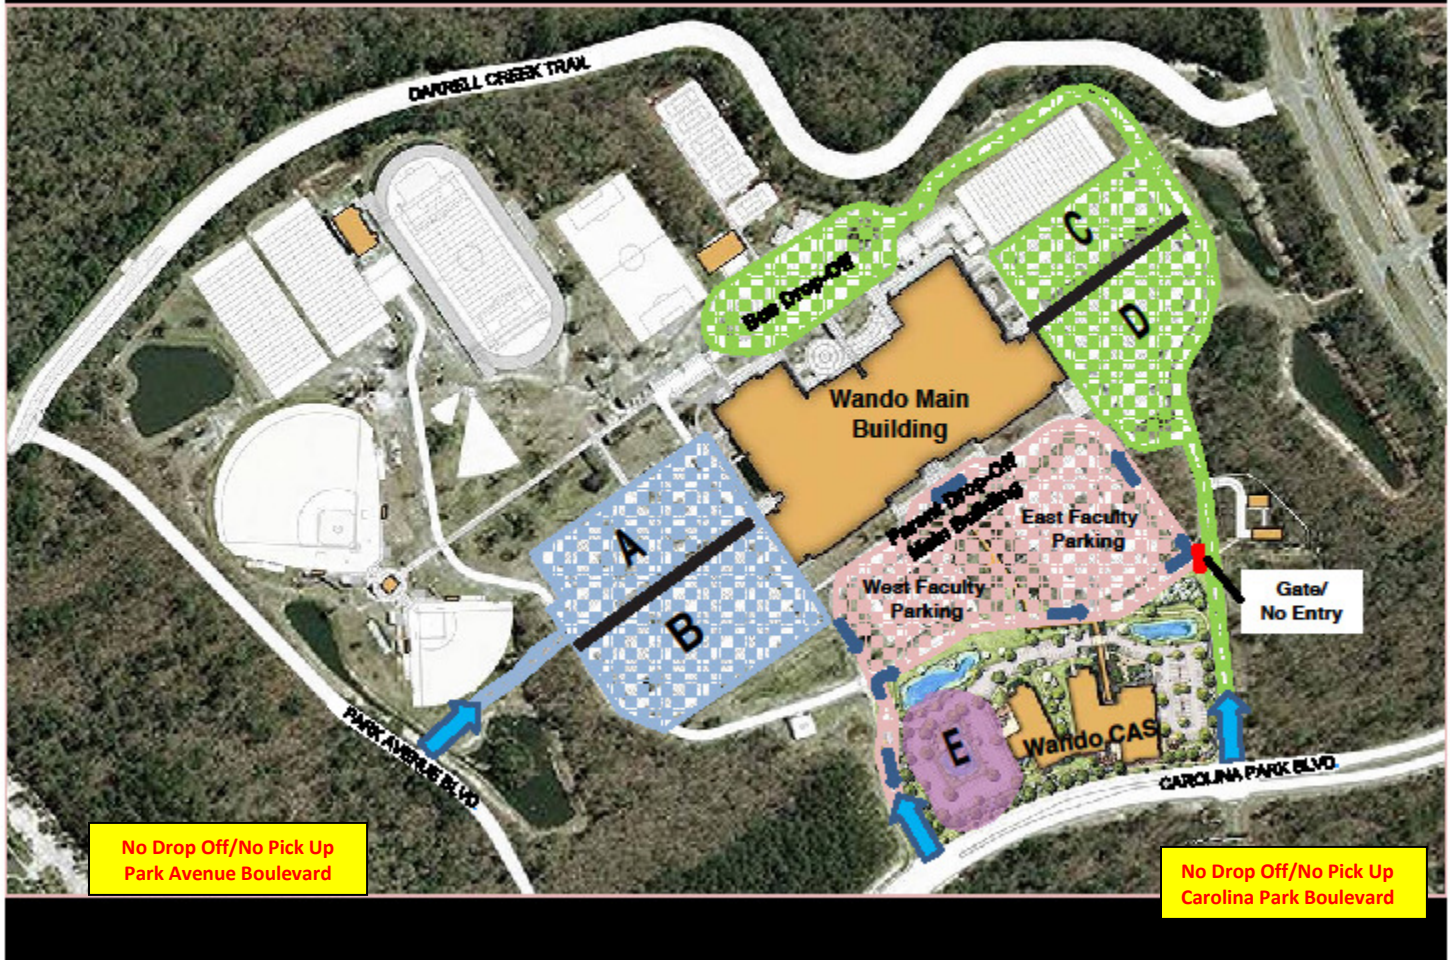 DARRELL CREEK TRAIL
C
D
Bus Drop-Off
Wando Main
Building
Parent Drop-Off
Main Building
East Faculty
Parking
West Faculty
Parking
A
B
Gate/
No Entry
E
Wando CAS
PARK AVENUE BLVD
CAROLINA PARK BLVD
No Drop Off/No Pick Up
Park Avenue Boulevard
No Drop Off/No Pick Up
Carolina Park Boulevard